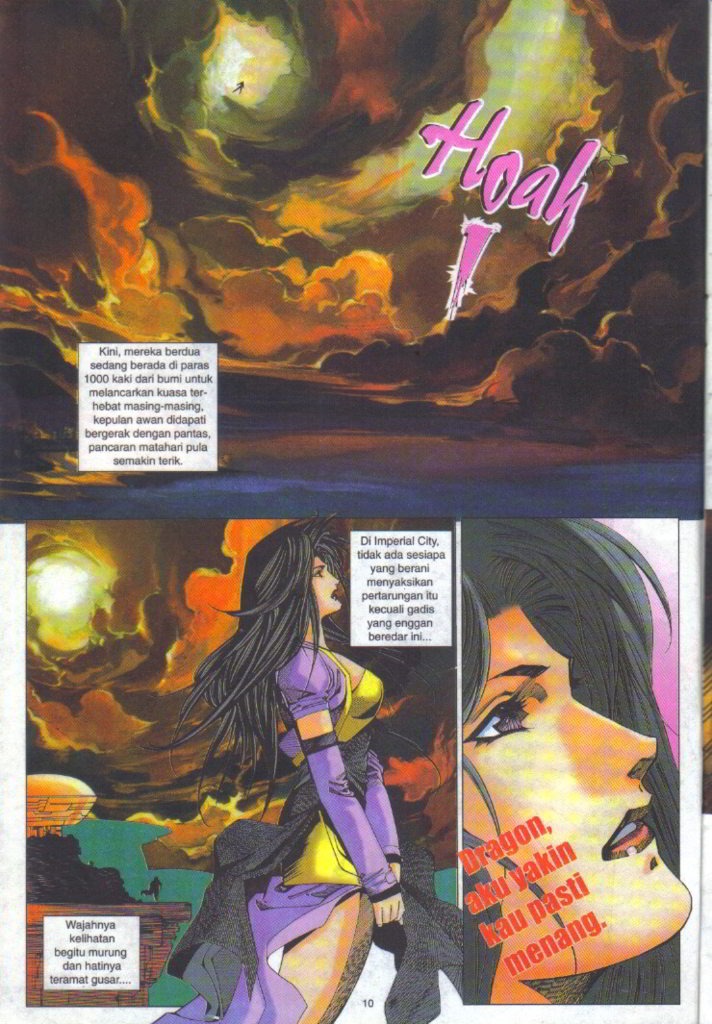 Hoah
!
Kini, mereka berdua
sedang berada di paras
1000 kaki dari bumi untuk
melancarkan kuasa ter-
hebat masing-masing,
kepulan awan didapati
bergerak dengan pantas,
pancaran matahari pula
semakin terik.
Di Imperial City,
tidak ada sesiapa
yang berani
menyaksikan
pertarungan itu
kecuali gadis
yang enggan
beredar ini...
Wajahnya
kelihatan
begitu murung
dan hatinya
teramat gusar....
Dragon,
aku yakin
kau pasti
menang.
10